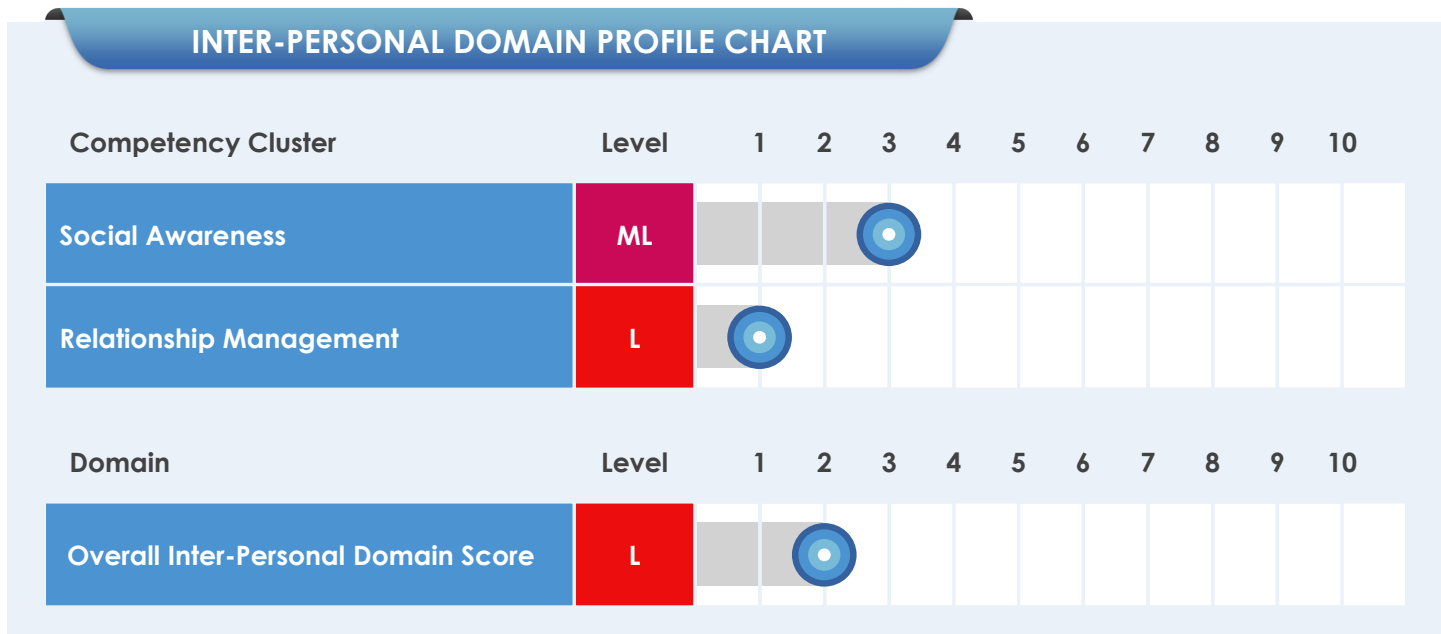 INTER-PERSONAL DOMAIN PROFILE CHART
Competency Cluster Level 1 2 3 4 5 6 7 8 9 10
Social Awareness ML
Relationship Management L
Domain Level 1 2 3 4 5 6 7 8 9 10
Overall Inter-Personal Domain Score L